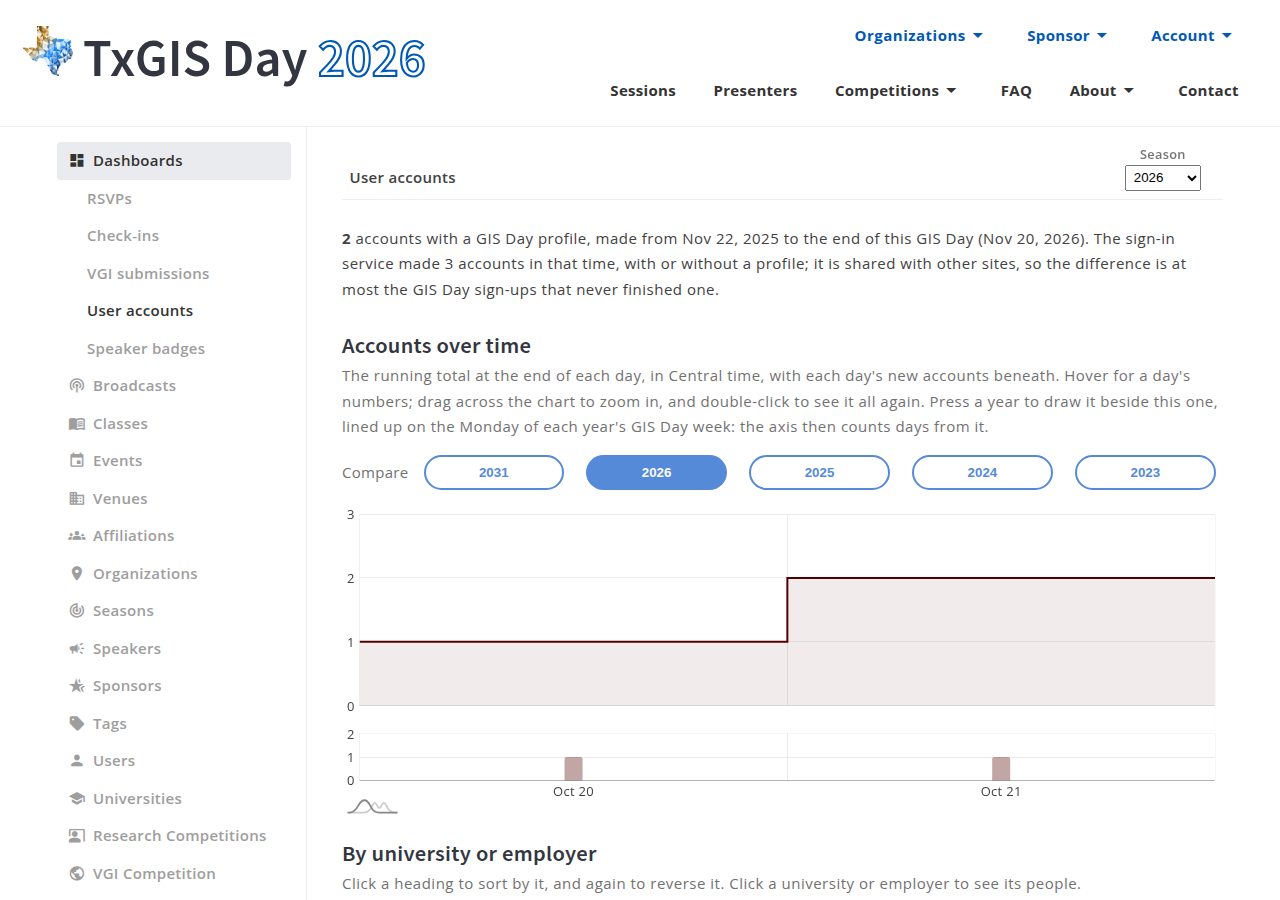 TxGIS Day 2026
Organizations
Sponsor
Account
Sessions
Presenters
Competitions
FAQ
About
Contact
Dashboards
RSVPs
Check-ins
VGI submissions
User accounts
Speaker badges
Broadcasts
Classes
Events
Venues
Affiliations
Organizations
Seasons
Speakers
Sponsors
Tags
Users
Universities
Research Competitions
VGI Competition
User accounts
Season
2026
2 accounts with a GIS Day profile, made from Nov 22, 2025 to the end of this GIS Day (Nov 20, 2026). The sign-in
service made 3 accounts in that time, with or without a profile; it is shared with other sites, so the difference is at
most the GIS Day sign-ups that never finished one.
Accounts over time
The running total at the end of each day, in Central time, with each day's new accounts beneath. Hover for a day's
numbers; drag across the chart to zoom in, and double-click to see it all again. Press a year to draw it beside this one,
lined up on the Monday of each year's GIS Day week: the axis then counts days from it.
Compare
2031
2026
2025
2024
2023
3
2
1
0
2
1
0
Oct 20
Oct 21
By university or employer
Click a heading to sort by it, and again to reverse it. Click a university or employer to see its people.